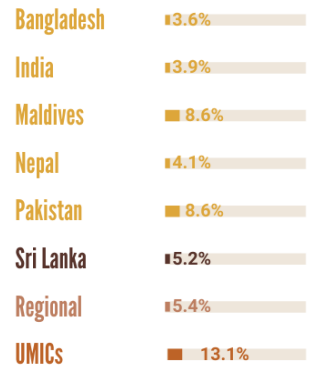 Bangladesh 3.6%
India 3.9%
Maldives 8.6%
Nepal 4.1%
Pakistan 8.6%
Sri Lanka 5.2%
Regional 5.4%
UMICs 13.1%